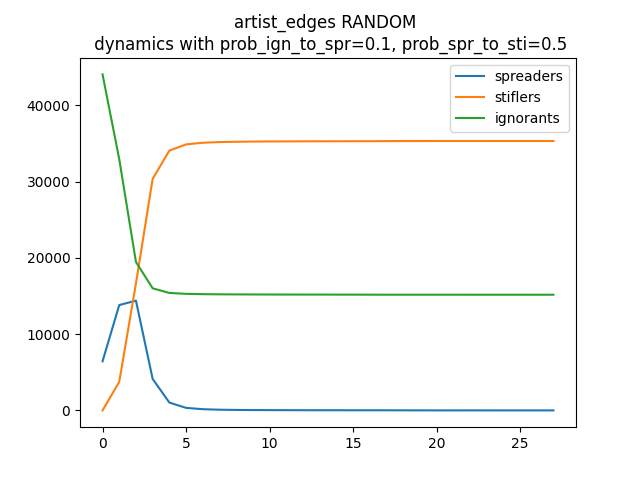 artist_edges RANDOM
dynamics with prob_ign_to_spr=0.1, prob_spr_to_sti=0.5
spreaders
stiflers
ignorants
40000
30000
20000
10000
0
0 5 10 15 20 25